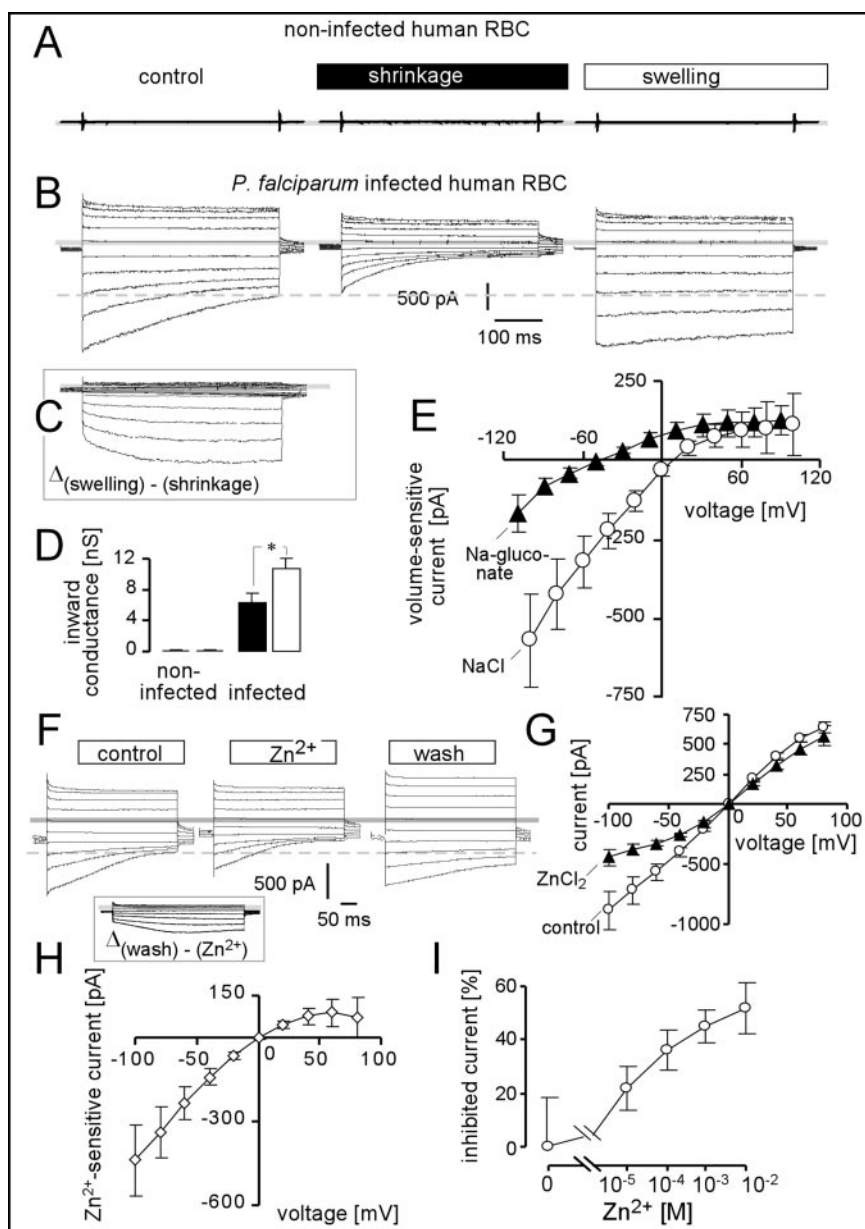 A
non-infected human RBC
control
shrinkage
swelling
B
P. falciparum infected human RBC
500 pA
100 ms
C
Δ(swelling) - (shrinkage)
D
inward
conductance [nS]
12
8
4
0
non-
infected
infected
*
E
250
-120
-60
60
120
voltage [mV]
volume-sensitive
current [pA]
Na-gluco-
nate
NaCl
-250
-500
-750
F
control
Zn2+
wash
500 pA
50 ms
Δ(wash) - (Zn2+)
G
current [pA]
750
500
250
-100
-50
0
50
100
voltage [mV]
ZnCl2
control
-500
-1000
H
Zn2+-sensitive current [pA]
150
-100
-50
0
50
100
-300
-600
voltage [mV]
I
inhibited current [%]
60
40
20
0
0
10-5
10-4
10-3
10-2
Zn2+ [M]